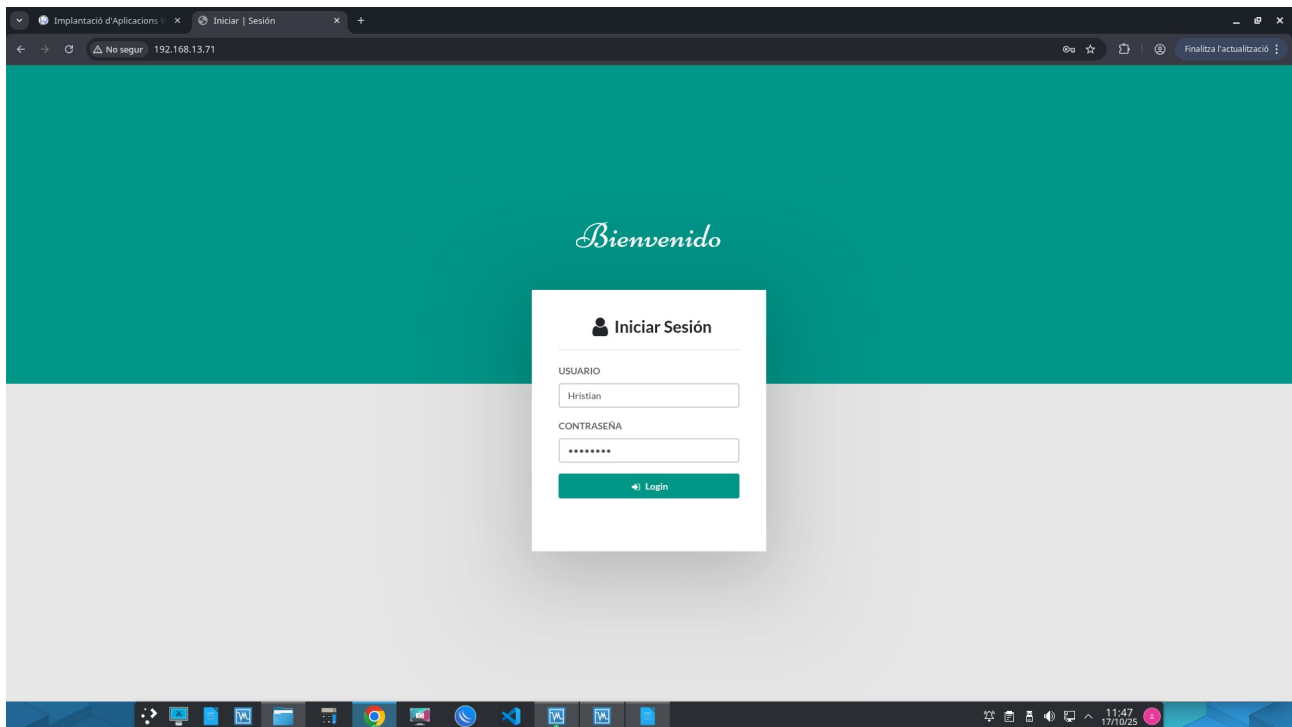 Implantació d'Aplicacions V
Iniciar | Sesión
No segur 192.168.13.71
Finalitza l'actualització
Bienvenido
Iniciar Sesión
USUARIO
Hristian
CONTRASEÑA
••••••••
Login
11:47
17/10/25